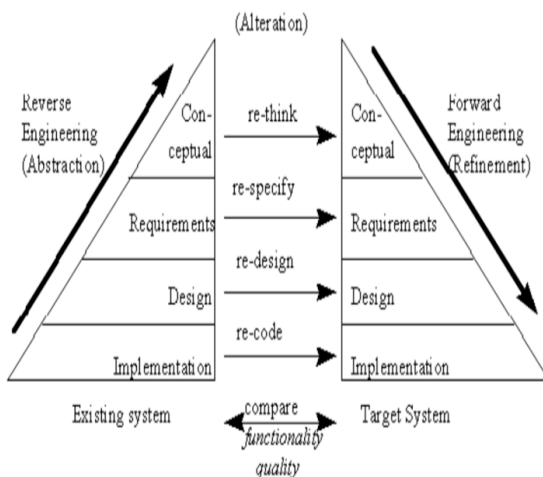 (Alteration)
Reverse
Engineering
(Abstraction)
Con-
ceptual
re-think
Con-
ceptual
Forward
Engineering
(Refinement)
re-specify
Requirements
Requirements
re-design
Design
Design
re-code
Implementation
Implementation
Existing system
compare
Target System
functionality
quality